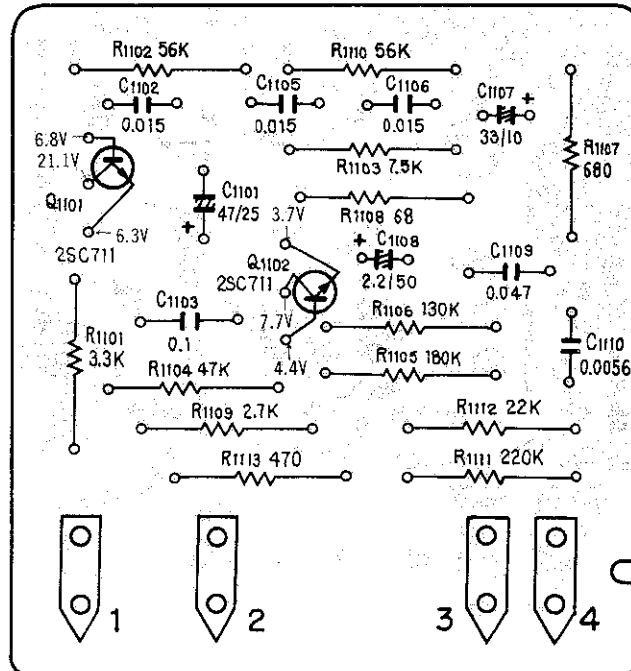 R1102 56K
R1110 56K
C1102
0.015
C1105
0.015
C1106
0.015
C1107
+
33/10
6.8V
21.1V
Q1101
6.3V
2SC711
R1103 7.5K
R1107
680
C1101
47/25
+
R1108 68
3.7V
Q1102
2SC711
7.7V
4.4V
+
C1108
2.2/50
C1109
0.047
C1103
0.1
R1106 130K
R1101
3.3K
R1105 180K
C1110
0.0056
R1104 47K
R1109 2.7K
R1112 22K
R1113 470
R1111 220K
1
2
3
4